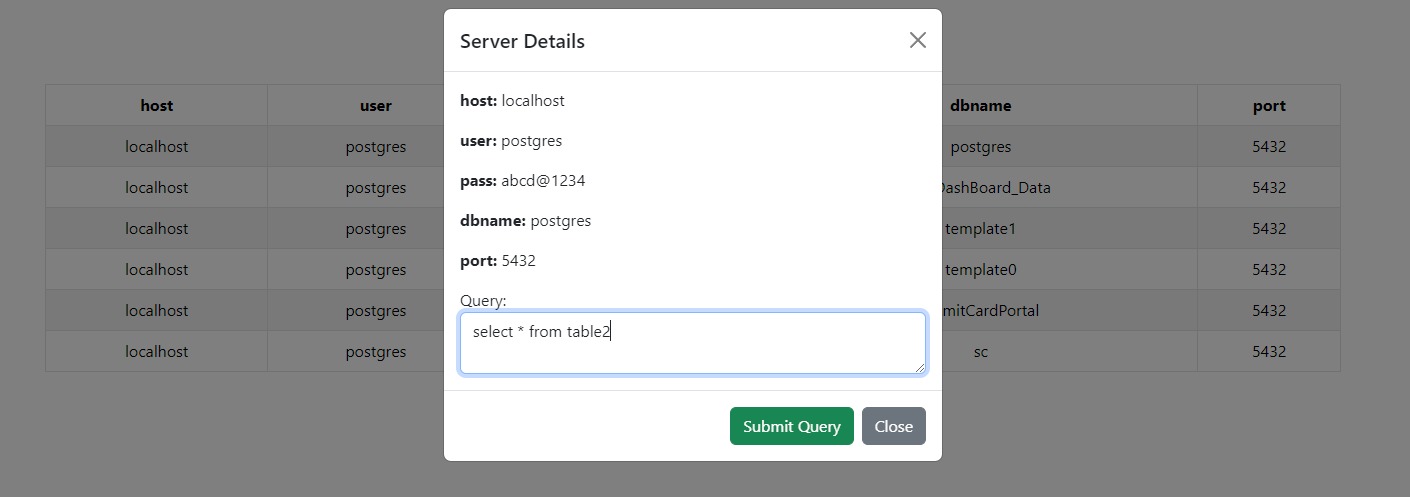 Server Details
host: localhost
user: postgres
pass: abcd@1234
dbname: postgres
port: 5432
Query:
select * from table2
Submit Query Close
host user dbname port
localhost postgres postgres 5432
localhost postgres DashBoard_Data 5432
localhost postgres template1 5432
localhost postgres template0 5432
localhost postgres mitCardPortal 5432
localhost postgres sc 5432